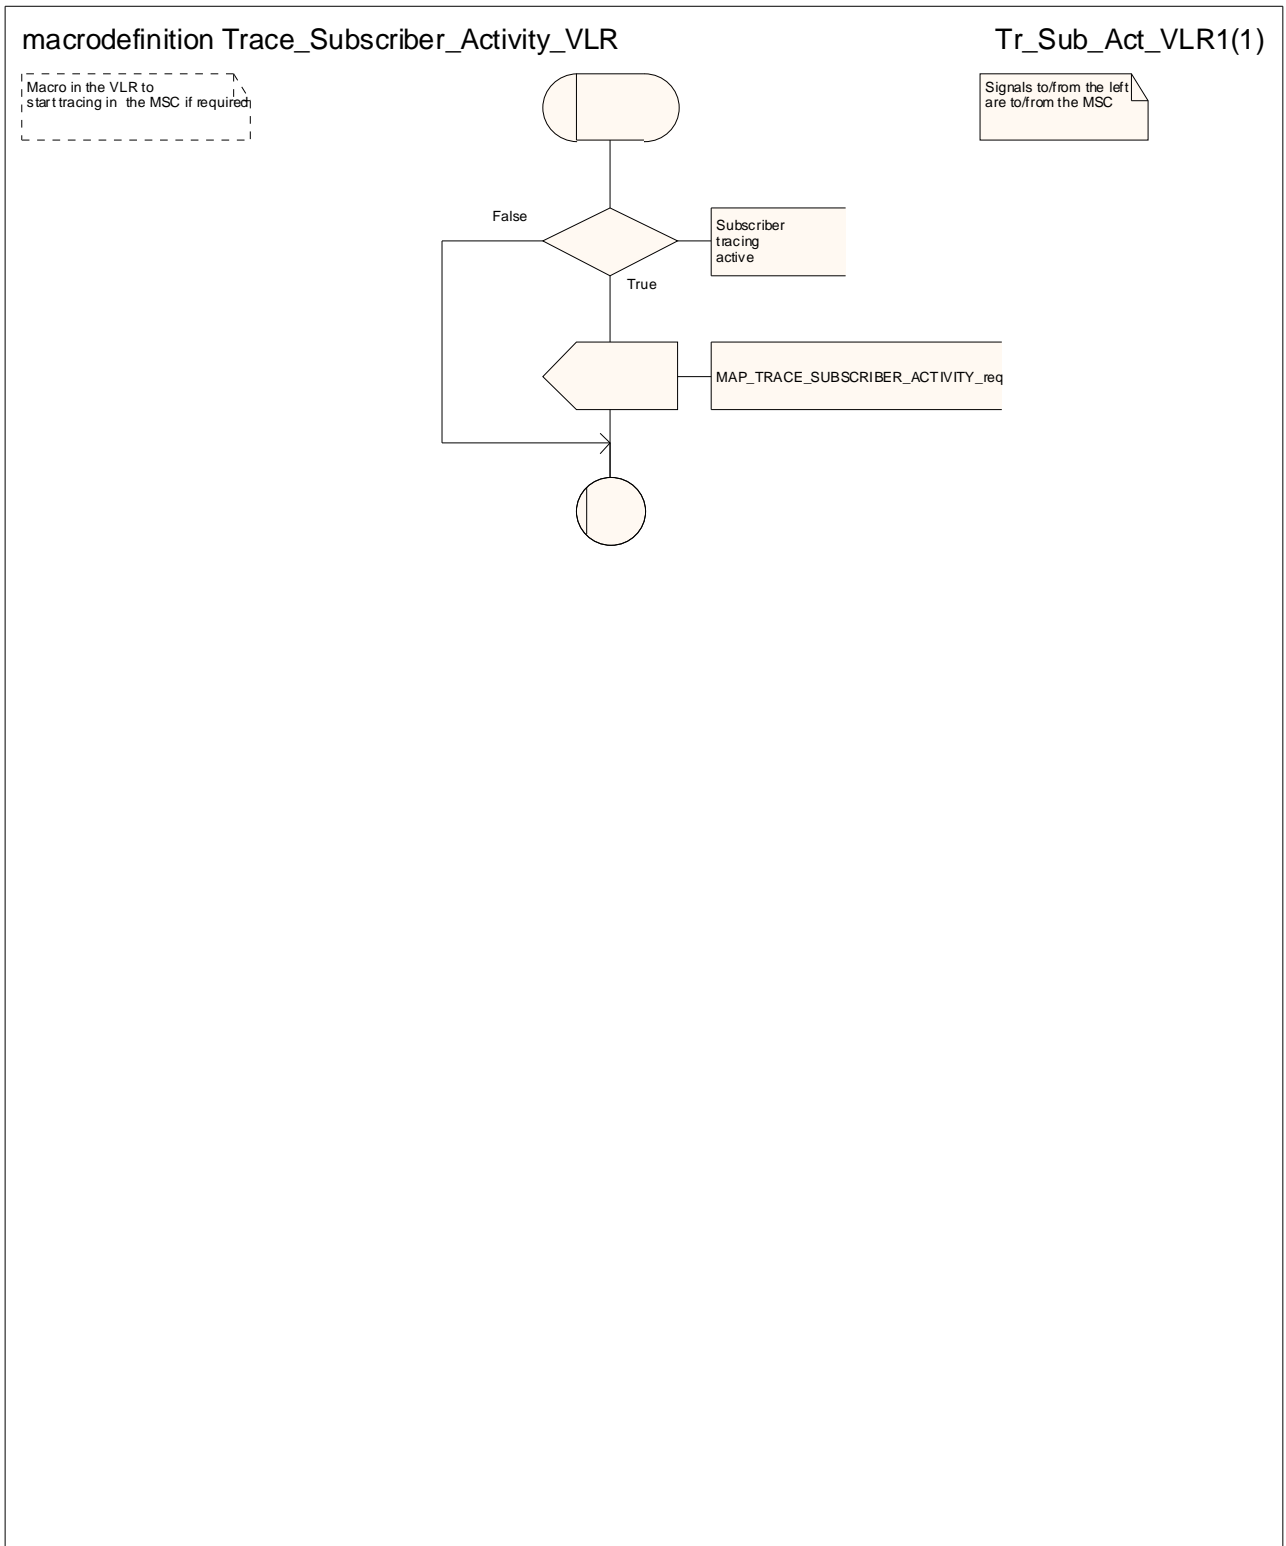 macrodefinition Trace_Subscriber_Activity_VLR
Tr_Sub_Act_VLR1(1)
Macro in the VLR to
start tracing in the MSC if required
Signals to/from the left
are to/from the MSC
False
Subscriber
tracing
active
True
MAP_TRACE_SUBSCRIBER_ACTIVITY_req